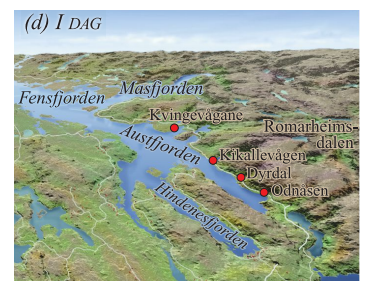 (d) I DAG
Masfjorden
Fensfjorden
Kvingevågane
Romarheims-
dalen
Austfjorden
Kikallevågen
Dyrdal
Odnåsen
Hindenesfjorden